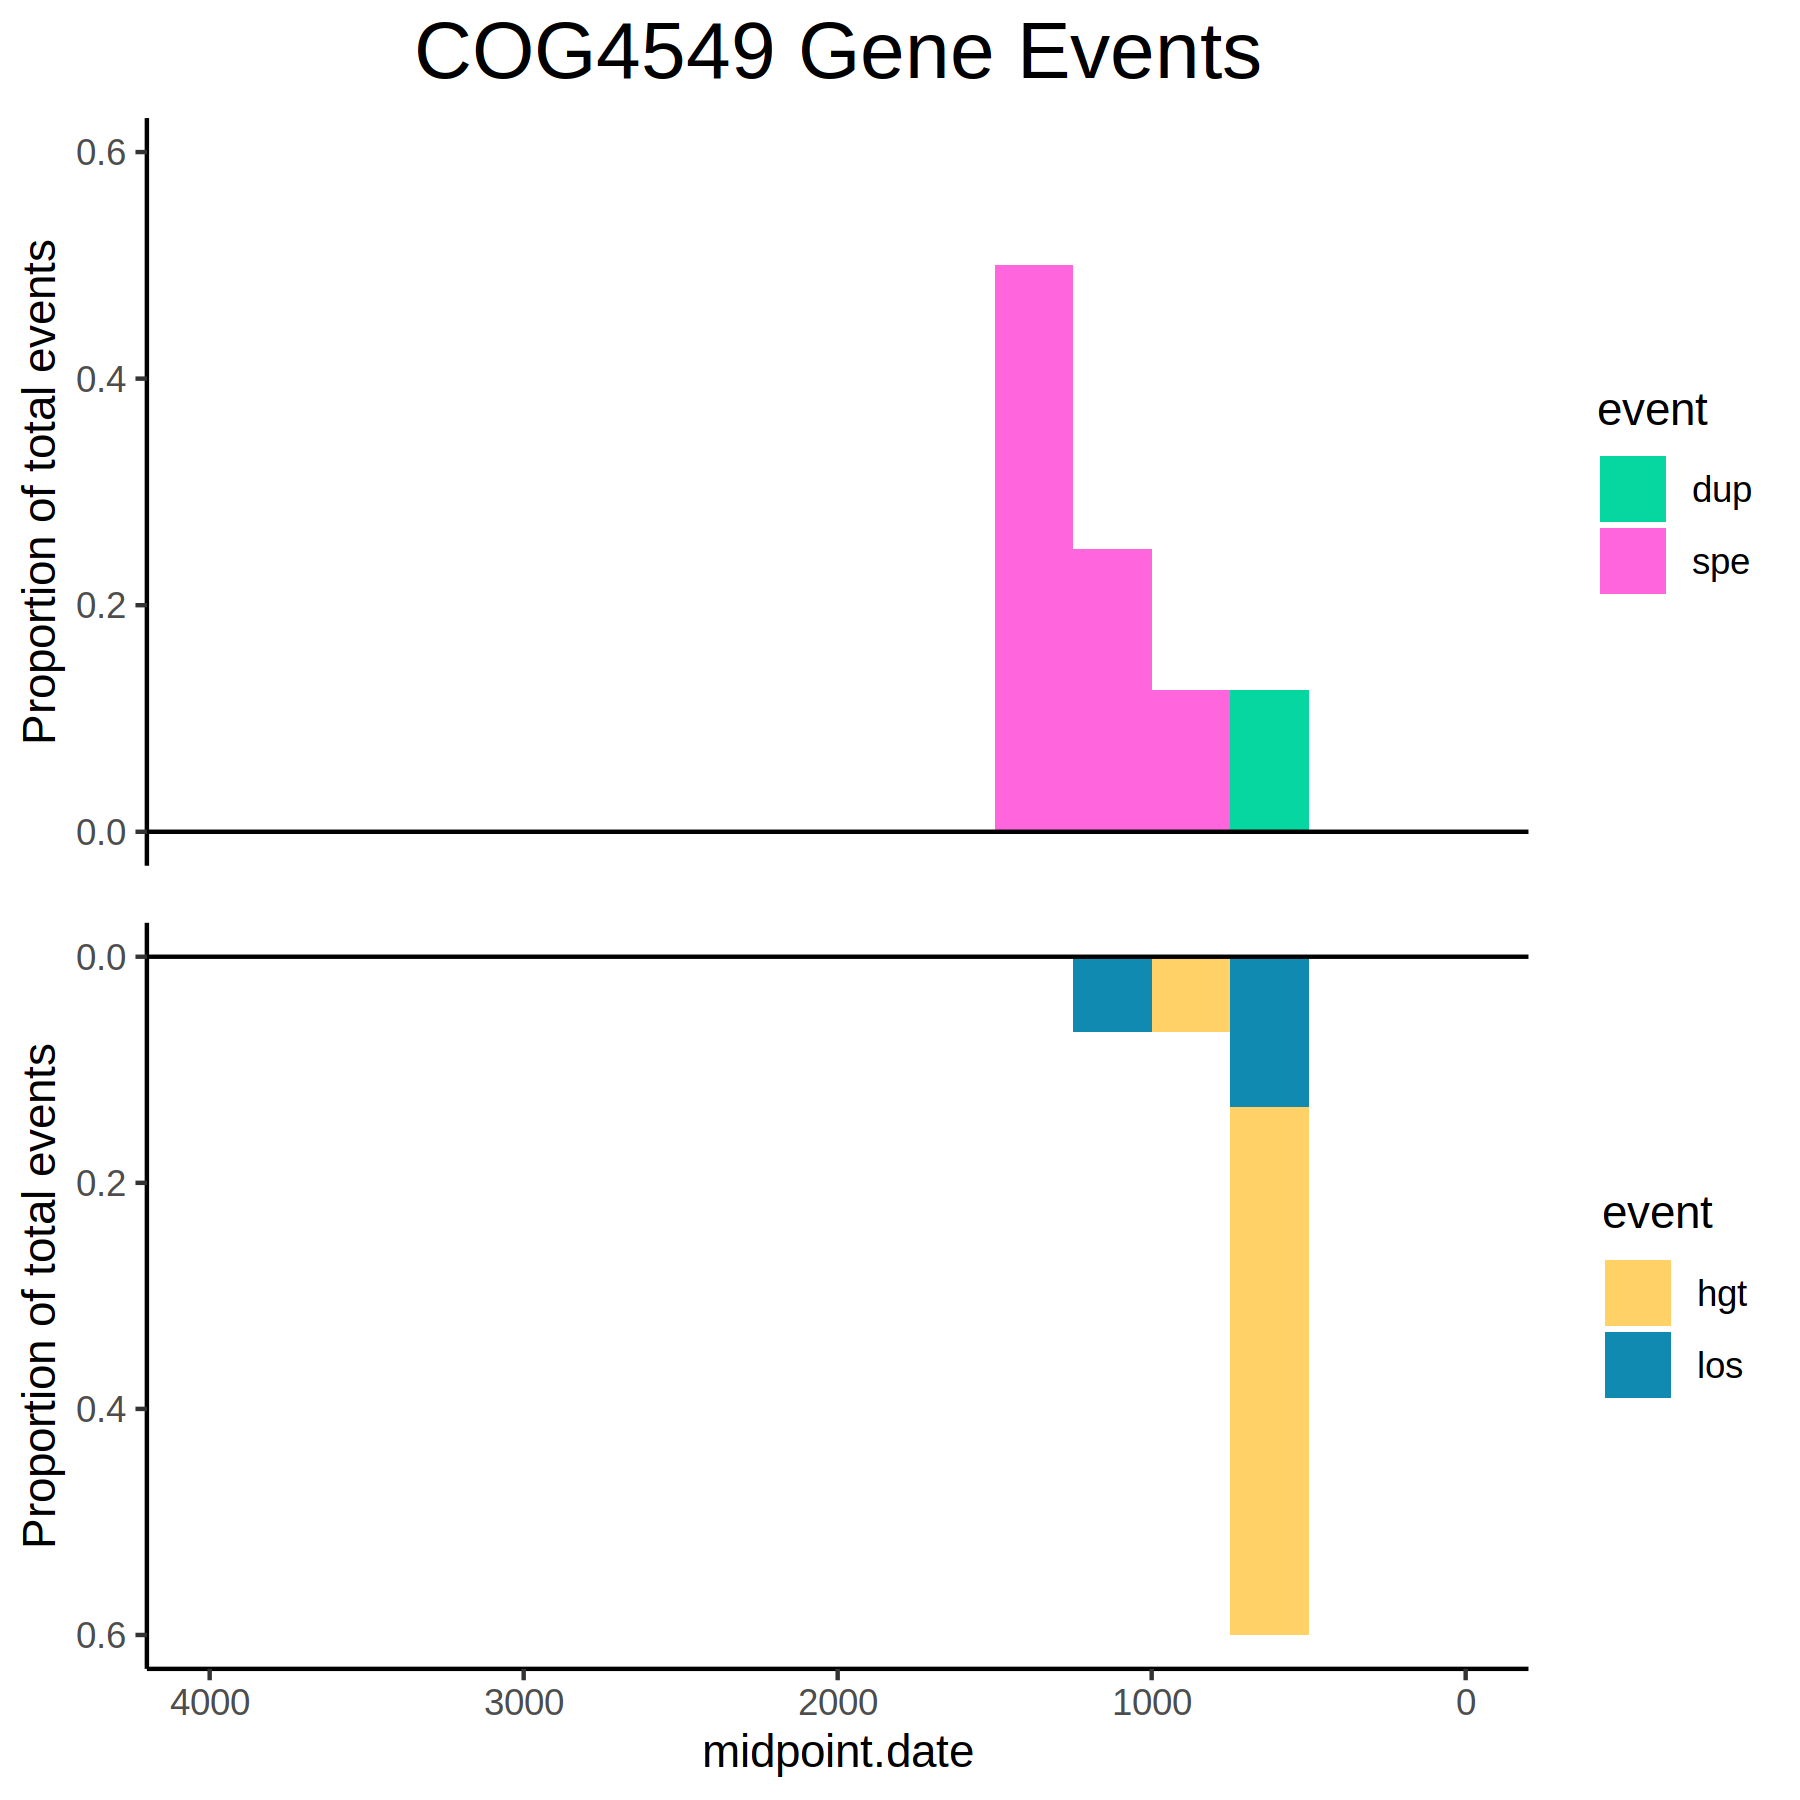 COG4549 Gene Events
Proportion of total events
0.6
0.4
0.2
0.0
event
dup
spe
Proportion of total events
0.0
0.2
0.4
0.6
event
hgt
los
4000 3000 2000 1000 0
midpoint.date